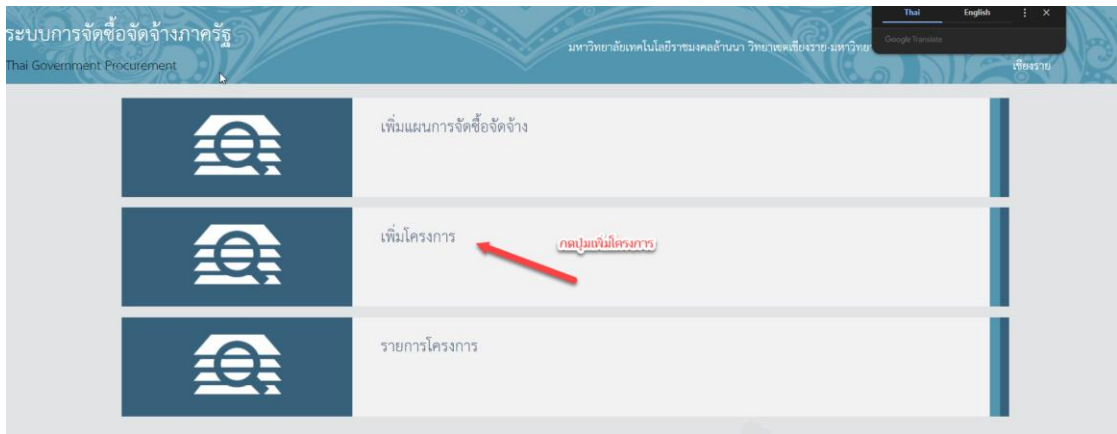 ระบบการจัดซื้อจัดจ้างภาครัฐ
Thai Government Procurement
มหาวิทยาลัยเทคโนโลยีราชมงคลล้านนา วิทยาเขตเชียงราย-มหาวิทย
เชียงราย
Thai English
Google Translate
เพิ่มแผนการจัดซื้อจัดจ้าง
เพิ่มโครงการ
กดปุ่มเพิ่มโครงการ
รายการโครงการ